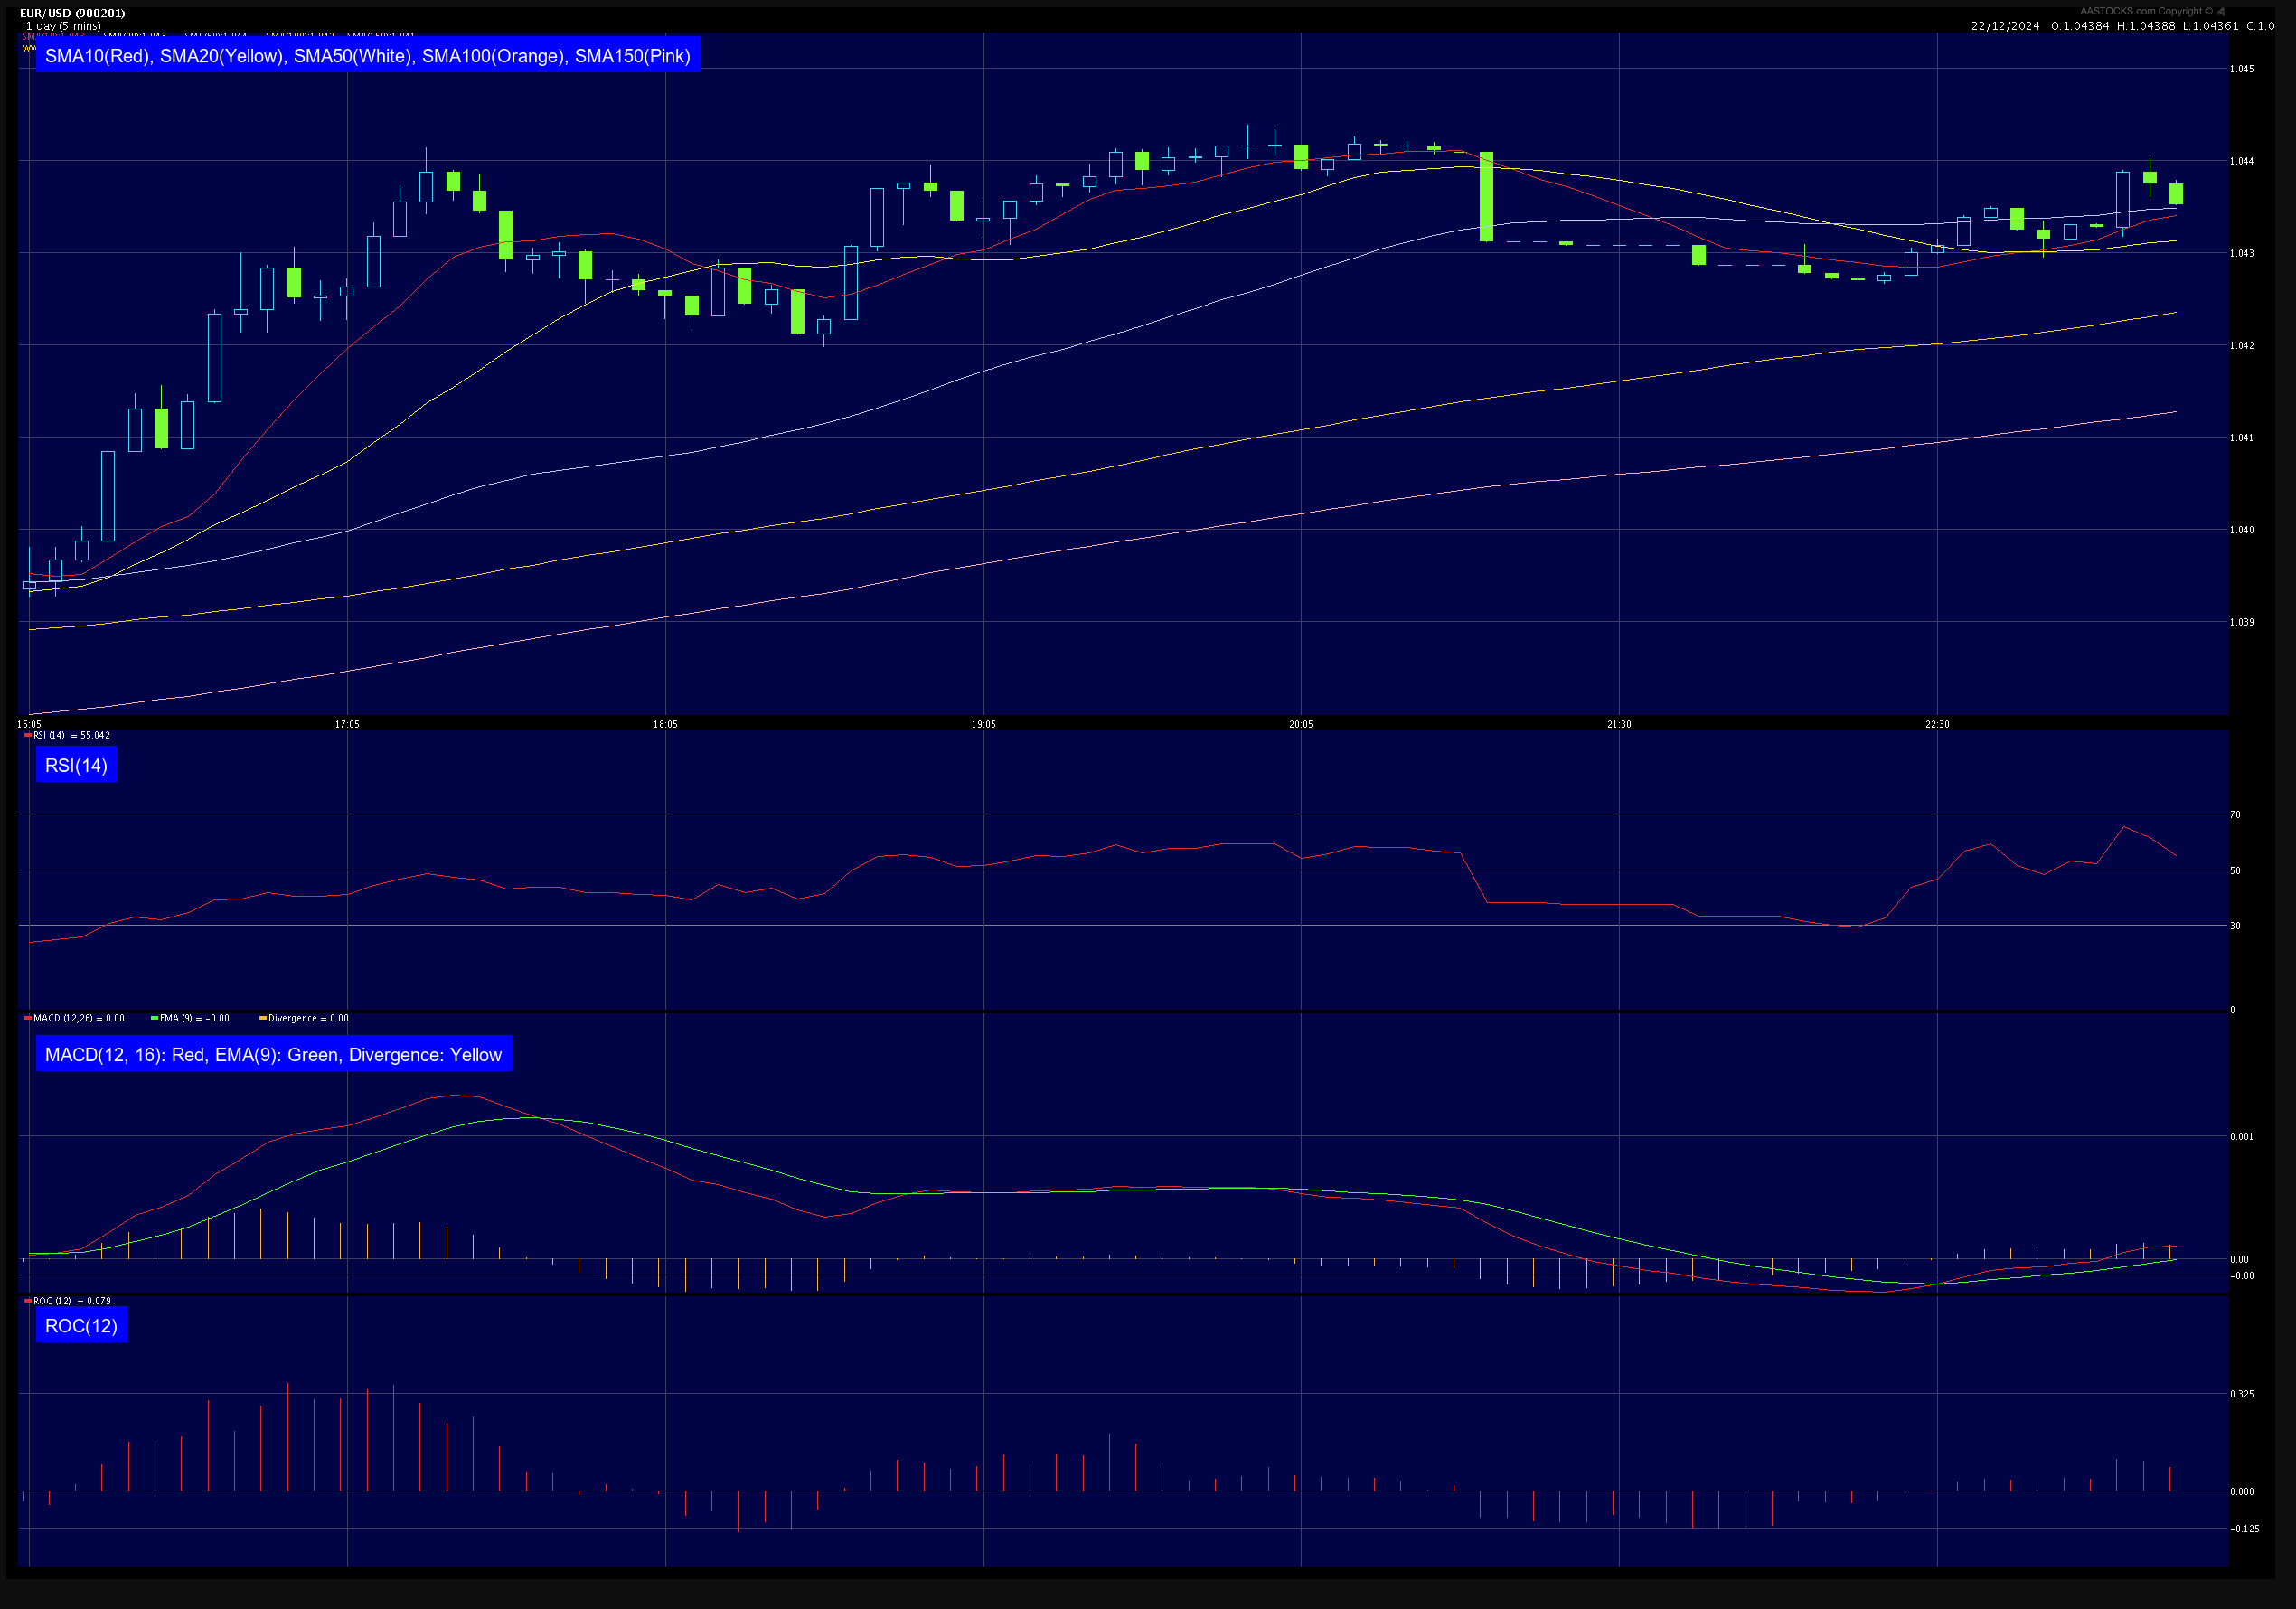 EUR/USD (900201)
AASTOCKS.com Copyright ©
1 day (5 mins)
22/12/2024 O:1.04384 H:1.04388 L:1.04361 C:1.0
SMA10(Red), SMA20(Yellow), SMA50(White), SMA100(Orange), SMA150(Pink)
1.045
1.044
1.043
1.042
1.041
1.040
1.039
16:05 17:05 18:05 19:05 20:05 21:30 22:30
RSI (14) = 55.042
RSI(14)
70
50
30
0
MACD (12,26) = 0.00 EMA (9) = -0.00 Divergence = 0.00
MACD(12, 16): Red, EMA(9): Green, Divergence: Yellow
0.001
0.00
-0.00
ROC (12) = 0.079
ROC(12)
0.325
0.000
-0.125